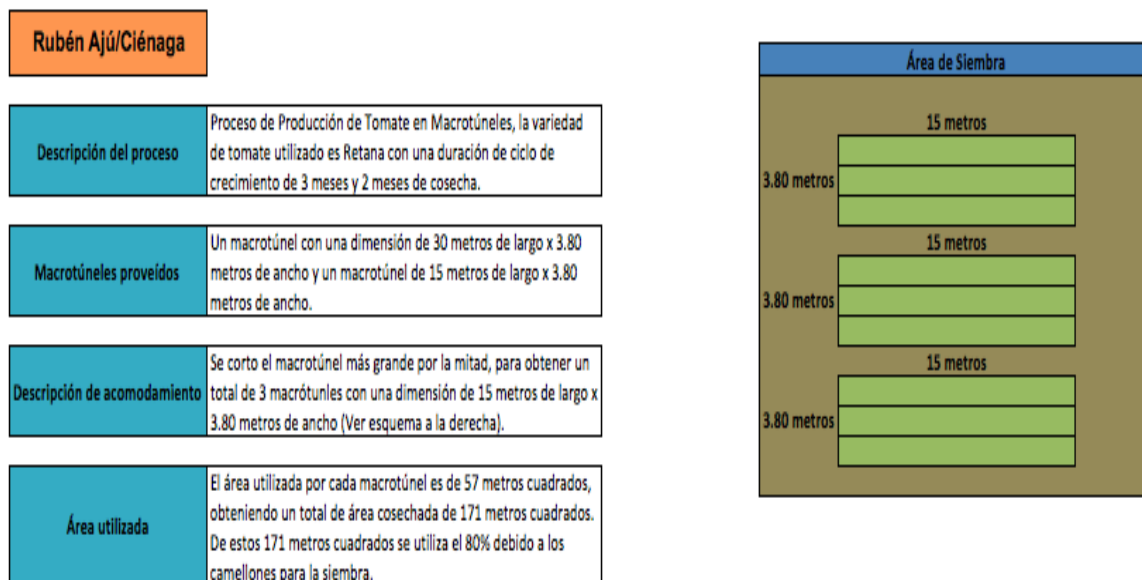 Rubén Ajú/Ciénaga
Descripción del proceso
Proceso de Producción de Tomate en Macrotúneles, la variedad
de tomate utilizado es Retana con una duración de ciclo de
crecimiento de 3 meses y 2 meses de cosecha.
Macrotúneles proveídos
Un macrotúnel con una dimensión de 30 metros de largo x 3.80
metros de ancho y un macrotúnel de 15 metros de largo x 3.80
metros de ancho.
Descripción de acomodamiento
Se corto el macrotúnel más grande por la mitad, para obtener un
total de 3 macrótunles con una dimensión de 15 metros de largo x
3.80 metros de ancho (Ver esquema a la derecha).
Área utilizada
El área utilizada por cada macrotúnel es de 57 metros cuadrados,
obteniendo un total de área cosechada de 171 metros cuadrados.
De estos 171 metros cuadrados se utiliza el 80% debido a los
camellones para la siembra.
Área de Siembra
15 metros
3.80 metros
15 metros
3.80 metros
15 metros
3.80 metros